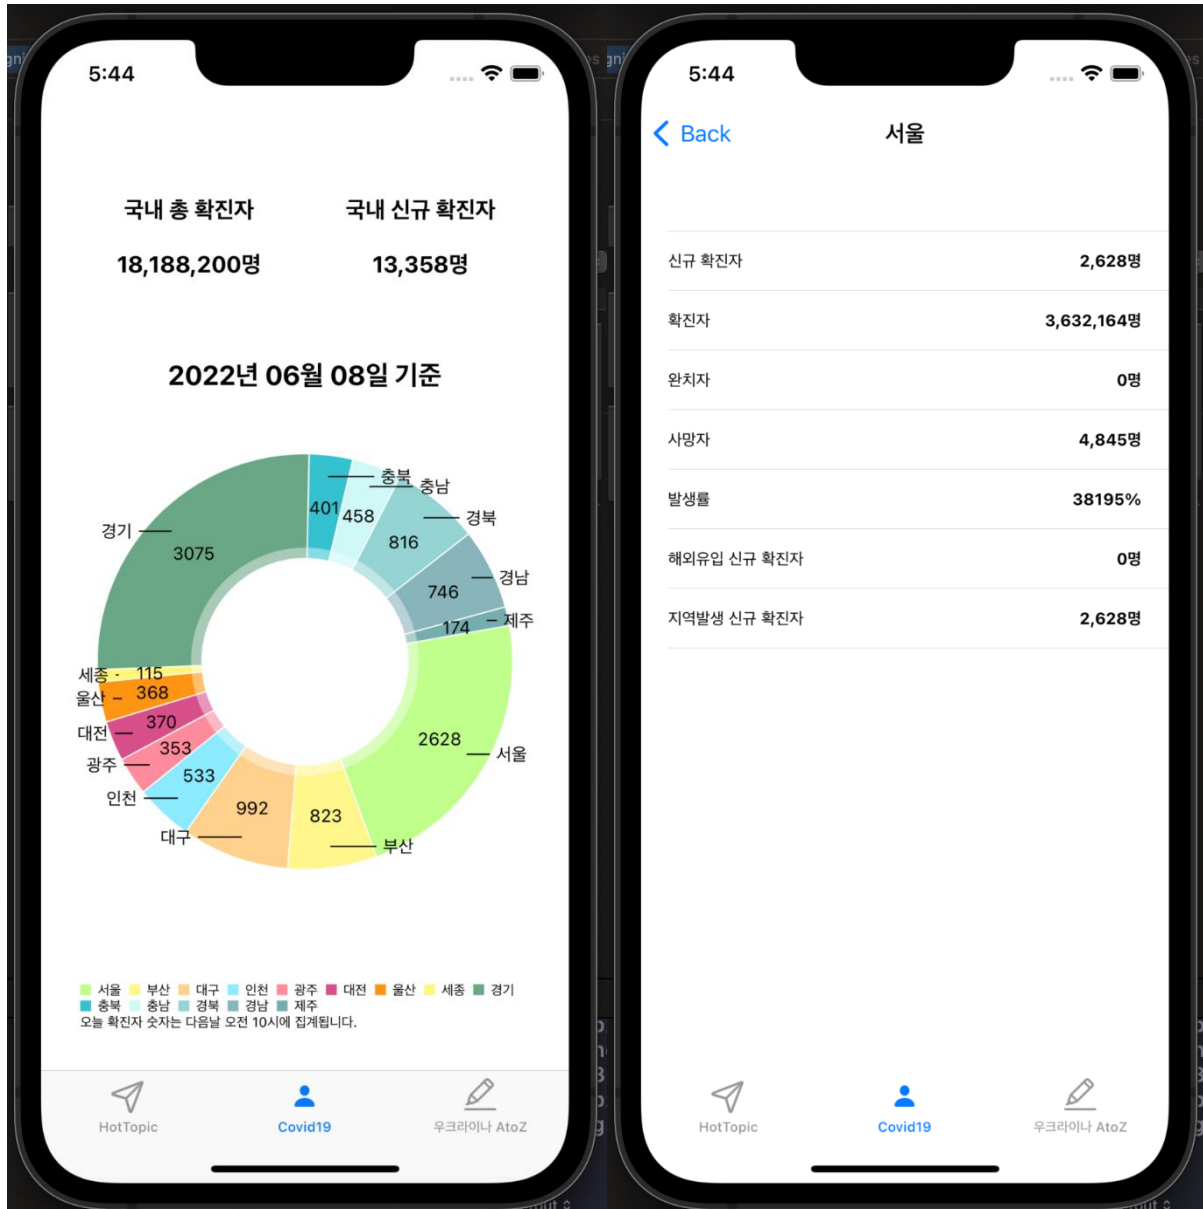 5:44
국내 총 확진자
국내 신규 확진자
18,188,200명
13,358명
2022년 06월 08일 기준
충북
401
충남
458
경북
816
경남
746
제주
174
경기
3075
세종
115
울산
368
대전
370
광주
353
인천
533
대구
992
823
부산
2628
서울
서울 부산 대구 인천 광주 대전 울산 세종 경기
충북 충남 경북 경남 제주
오늘 확진자 숫자는 다음날 오전 10시에 집계됩니다.
HotTopic
Covid19
우크라이나 AtoZ
5:44
Back
서울
신규 확진자 2,628명
확진자 3,632,164명
완치자 0명
사망자 4,845명
발생률 38195%
해외유입 신규 확진자 0명
지역발생 신규 확진자 2,628명
HotTopic
Covid19
우크라이나 AtoZ